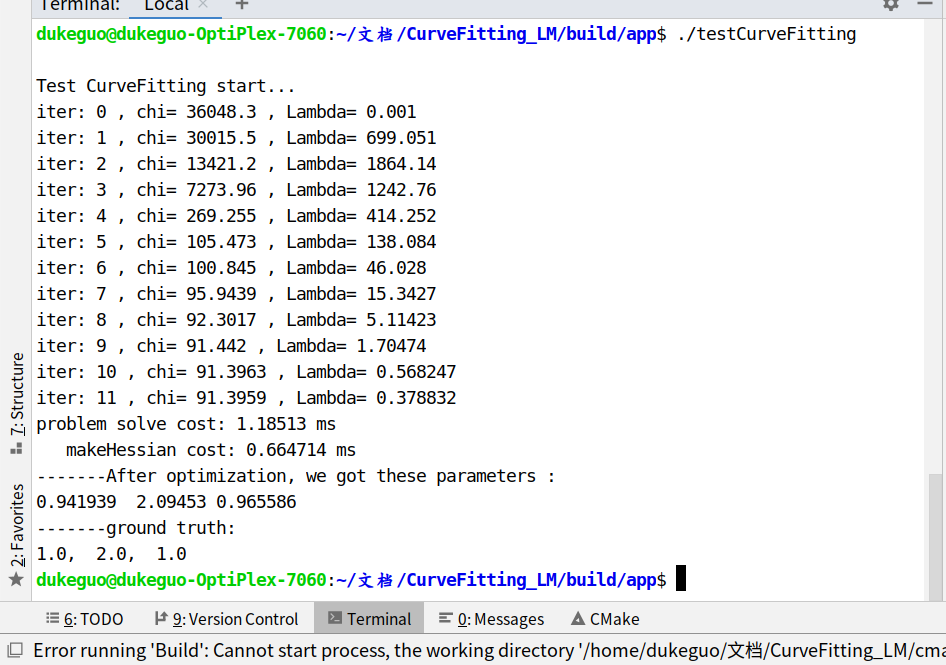 Terminal: Local × +
dukeguo@dukeguo-OptiPlex-7060:~/文档/CurveFitting_LM/build/app$ ./testCurveFitting
Test CurveFitting start...
iter: 0 , chi= 36048.3 , Lambda= 0.001
iter: 1 , chi= 30015.5 , Lambda= 699.051
iter: 2 , chi= 13421.2 , Lambda= 1864.14
iter: 3 , chi= 7273.96 , Lambda= 1242.76
iter: 4 , chi= 269.255 , Lambda= 414.252
iter: 5 , chi= 105.473 , Lambda= 138.084
iter: 6 , chi= 100.845 , Lambda= 46.028
iter: 7 , chi= 95.9439 , Lambda= 15.3427
iter: 8 , chi= 92.3017 , Lambda= 5.11423
iter: 9 , chi= 91.442 , Lambda= 1.70474
iter: 10 , chi= 91.3963 , Lambda= 0.568247
iter: 11 , chi= 91.3959 , Lambda= 0.378832
problem solve cost: 1.18513 ms
   makeHessian cost: 0.664714 ms
-------After optimization, we got these parameters :
0.941939  2.09453 0.965586
-------ground truth:
1.0,  2.0,  1.0
dukeguo@dukeguo-OptiPlex-7060:~/文档/CurveFitting_LM/build/app$
7: Structure
2: Favorites
6: TODO 9: Version Control Terminal 0: Messages CMake
Error running 'Build': Cannot start process, the working directory '/home/dukeguo/文档/CurveFitting_LM/cma